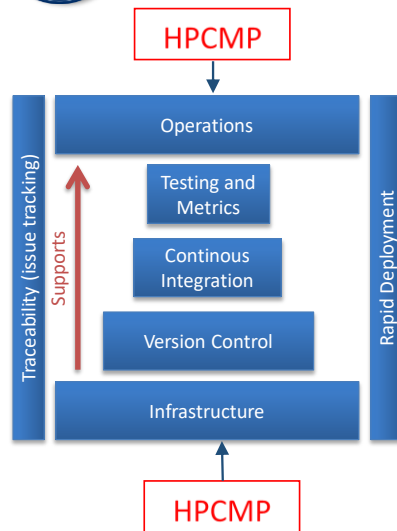 HPCMP
Operations
Traceability (issue tracking)
Supports
Testing and
Metrics
Continous
Integration
Version Control
Infrastructure
Rapid Deployment
HPCMP